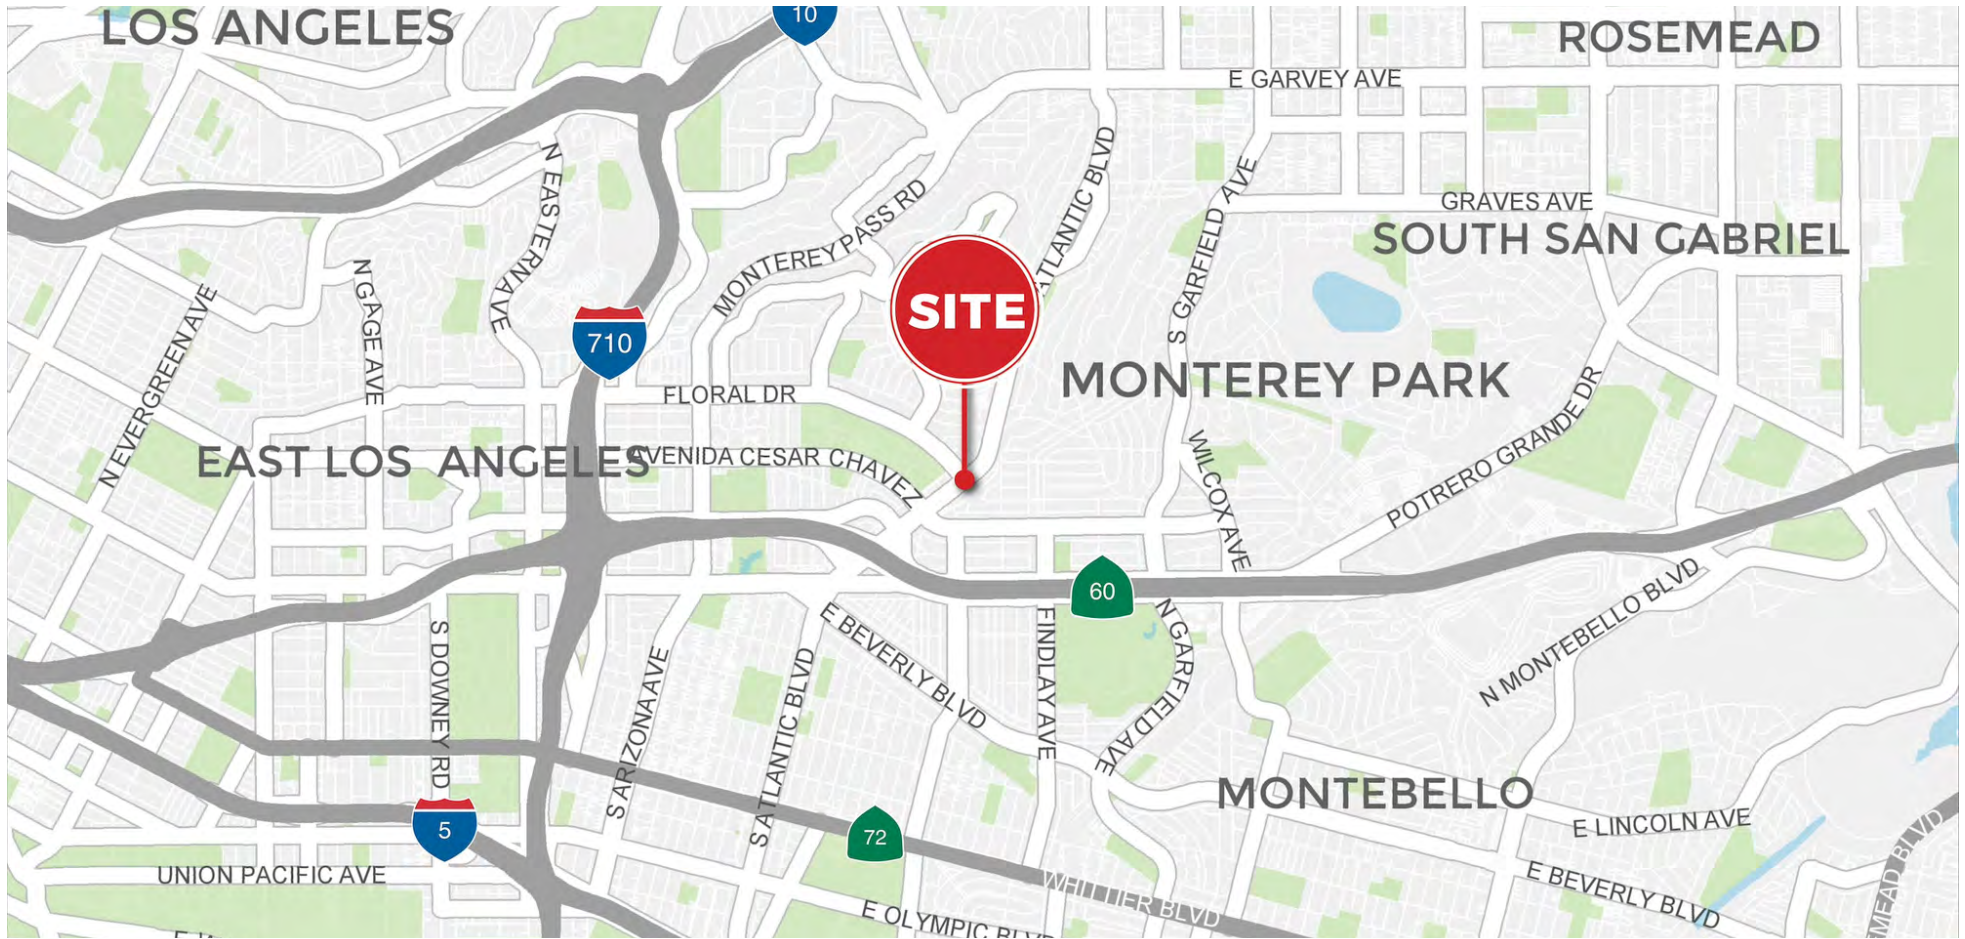 LOS ANGELES
10
ROSEMEAD
E GARVEY AVE
N EASTERN AVE
ATLANTIC BLVD
MONTEREY PASS RD
S GARFIELD AVE
GRAVES AVE
SOUTH SAN GABRIEL
N GAGE AVE
N EVERGREEN AVE
SITE
710
MONTEREY PARK
FLORAL DR
POTRERO GRANDE DR
EAST LOS ANGELES
AVENIDA CESAR CHAVEZ
WILCOX AVE
60
N MONTEBELLO BLVD
S DOWNEY RD
E BEVERLY BLVD
FINDLAY AVE
N GARFIELD AVE
S ARIZONA AVE
S ATLANTIC BLVD
MONTEBELLO
5
72
E LINCOLN AVE
UNION PACIFIC AVE
WHITTIER BLVD
E BEVERLY BLVD
E OLYMPIC BLVD
MEAD BLVD